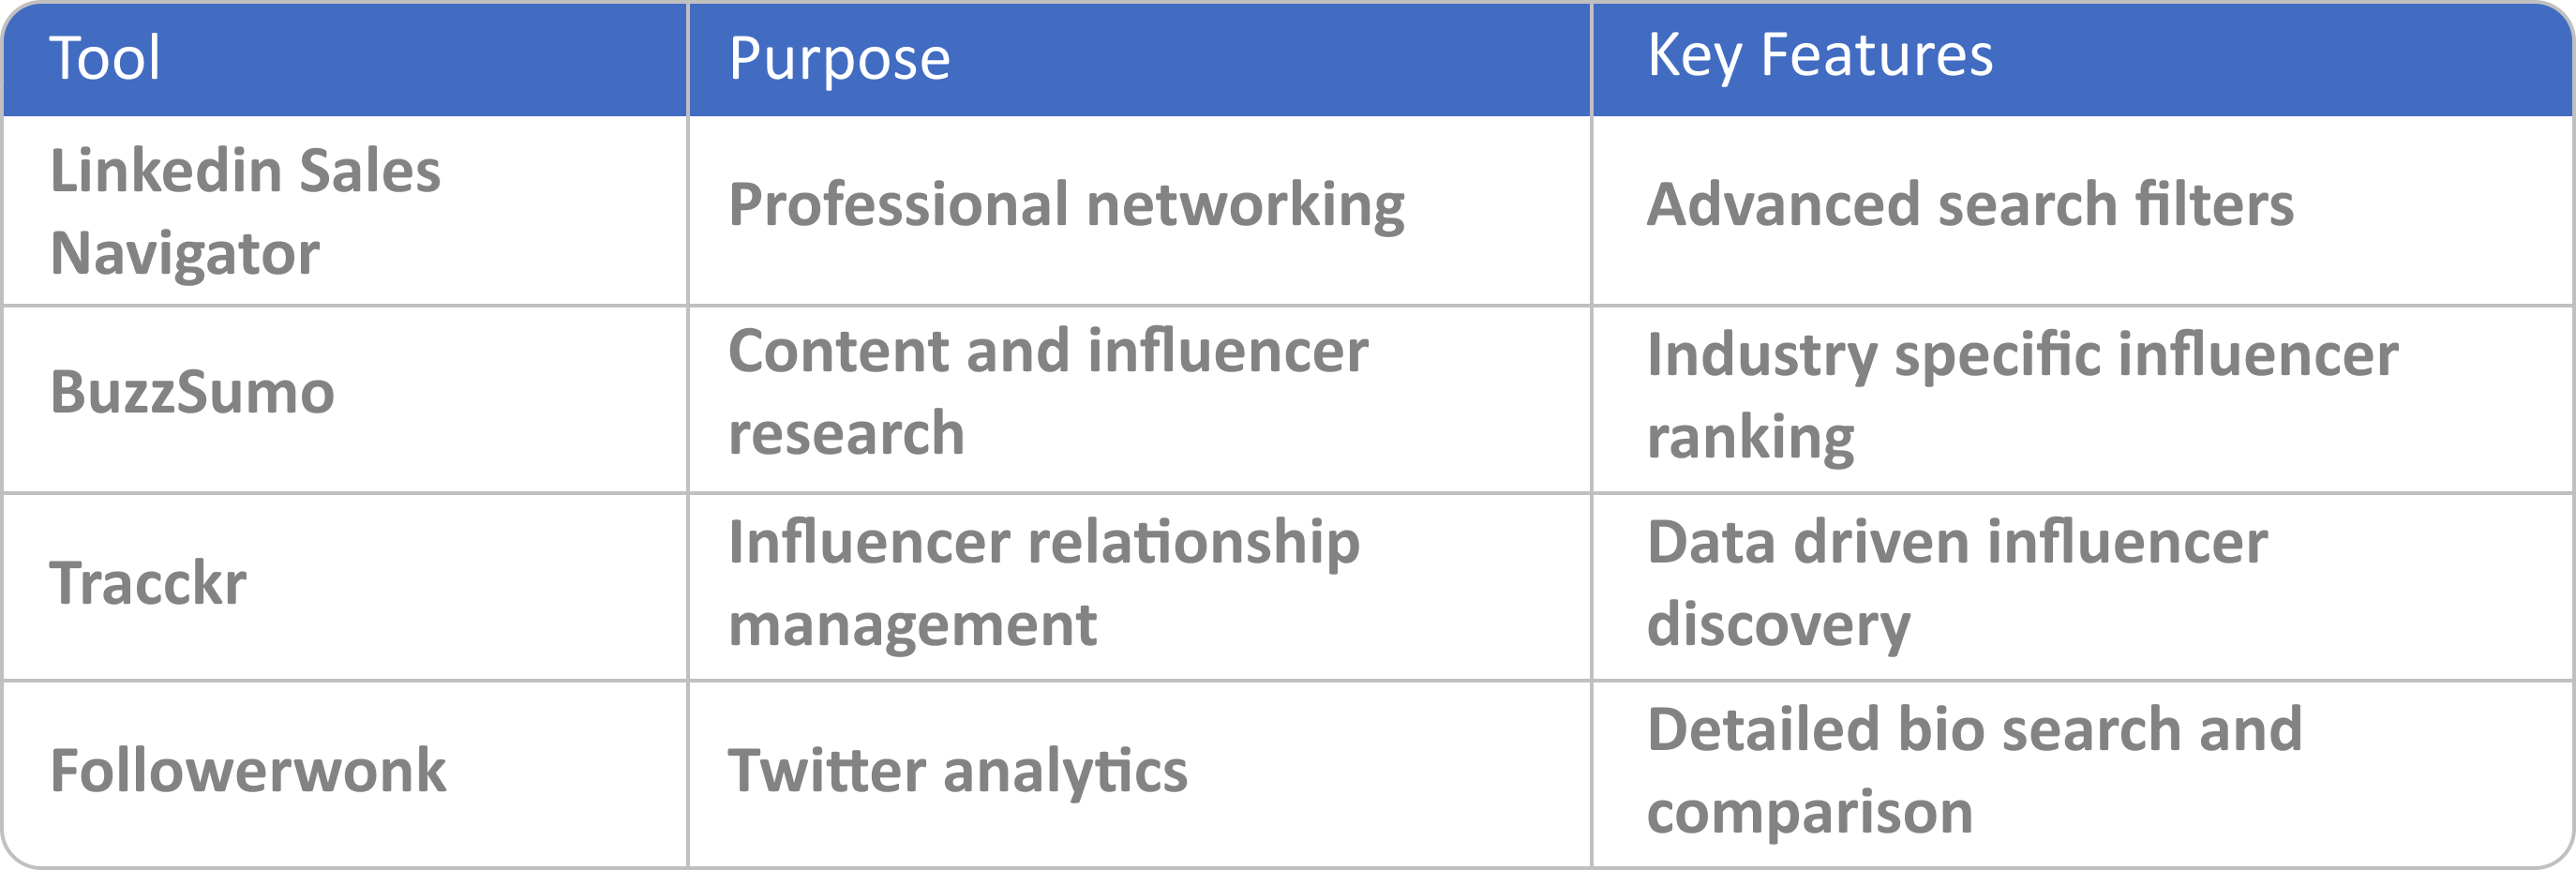 Tool
Purpose
Key Features
Linkedin Sales
Navigator
Professional networking
Advanced search filters
BuzzSumo
Content and influencer
research
Industry specific influencer
ranking
Tracckr
Influencer relationship
management
Data driven influencer
discovery
Followerwonk
Twitter analytics
Detailed bio search and
comparison